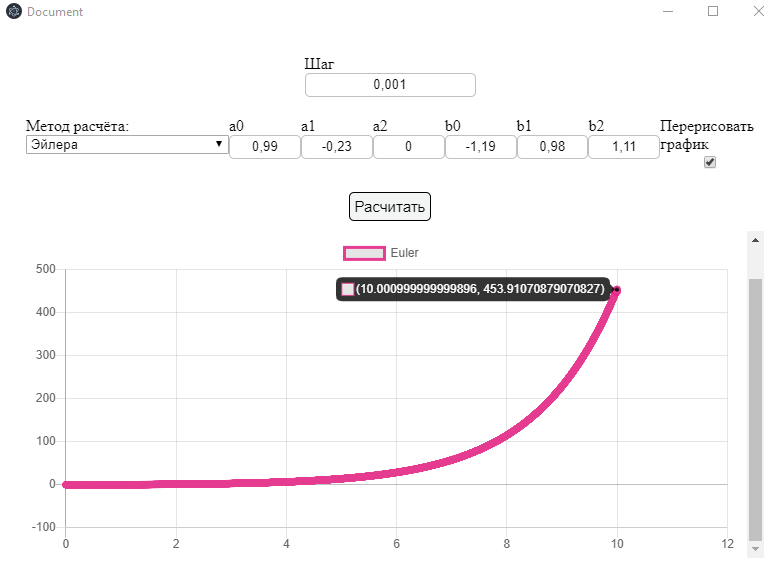 Document
Шаг
0,001
Метод расчёта: a0 a1 a2 b0 b1 b2 Перерисовать
график
Эйлера 0,99 -0,23 0 -1,19 0,98 1,11
Расчитать
Euler
(10.000999999999896, 453.91070879070827)
500
400
300
200
100
0
-100
0 2 4 6 8 10 12